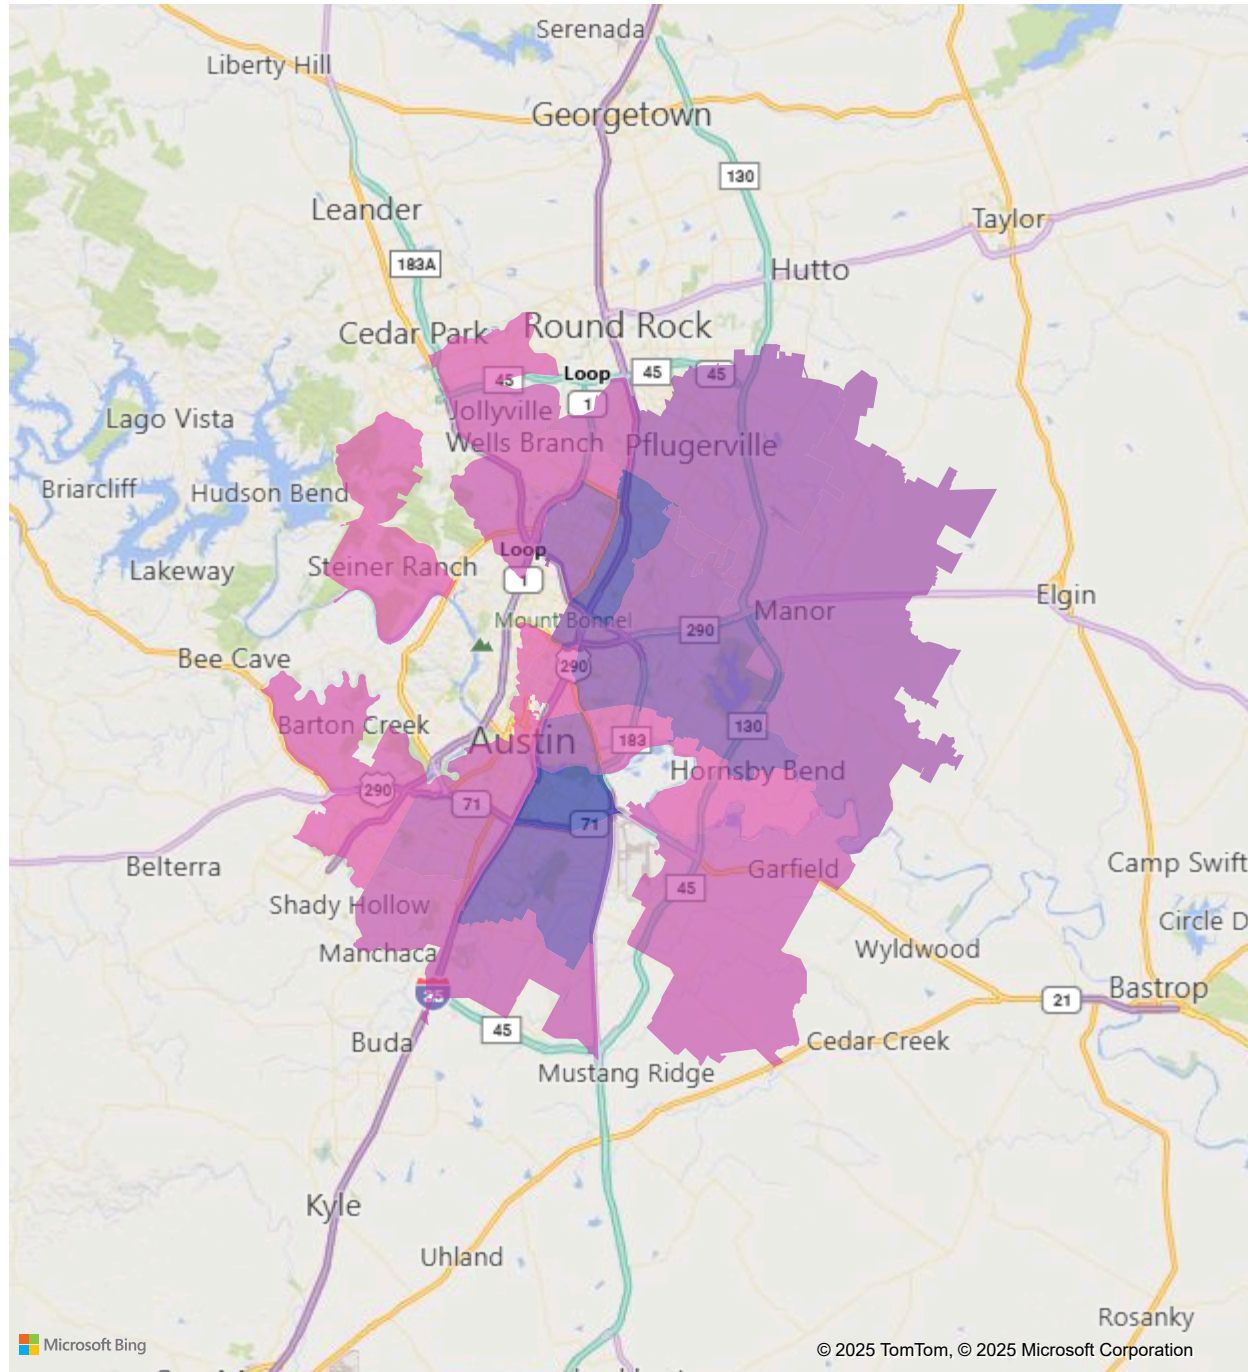 Serenada
Liberty Hill
Georgetown
130
Leander
Taylor
183A
Hutto
Cedar Park
Round Rock
45
Loop
1
45
45
Jollyville
Lago Vista
Wells Branch
Pflugerville
Briarcliff
Hudson Bend
Loop
1
Lakeway
Steiner Ranch
Elgin
Manor
Mount Bonnel
290
Bee Cave
290
Barton Creek
Austin
183
130
Hornsby Bend
290
71
71
Belterra
Garfield
Camp Swift
45
Shady Hollow
Circle D
Manchaca
Wyldwood
35
Bastrop
21
45
Buda
Cedar Creek
Mustang Ridge
Kyle
Uhland
Rosanky
Microsoft Bing
© 2025 TomTom, © 2025 Microsoft Corporation